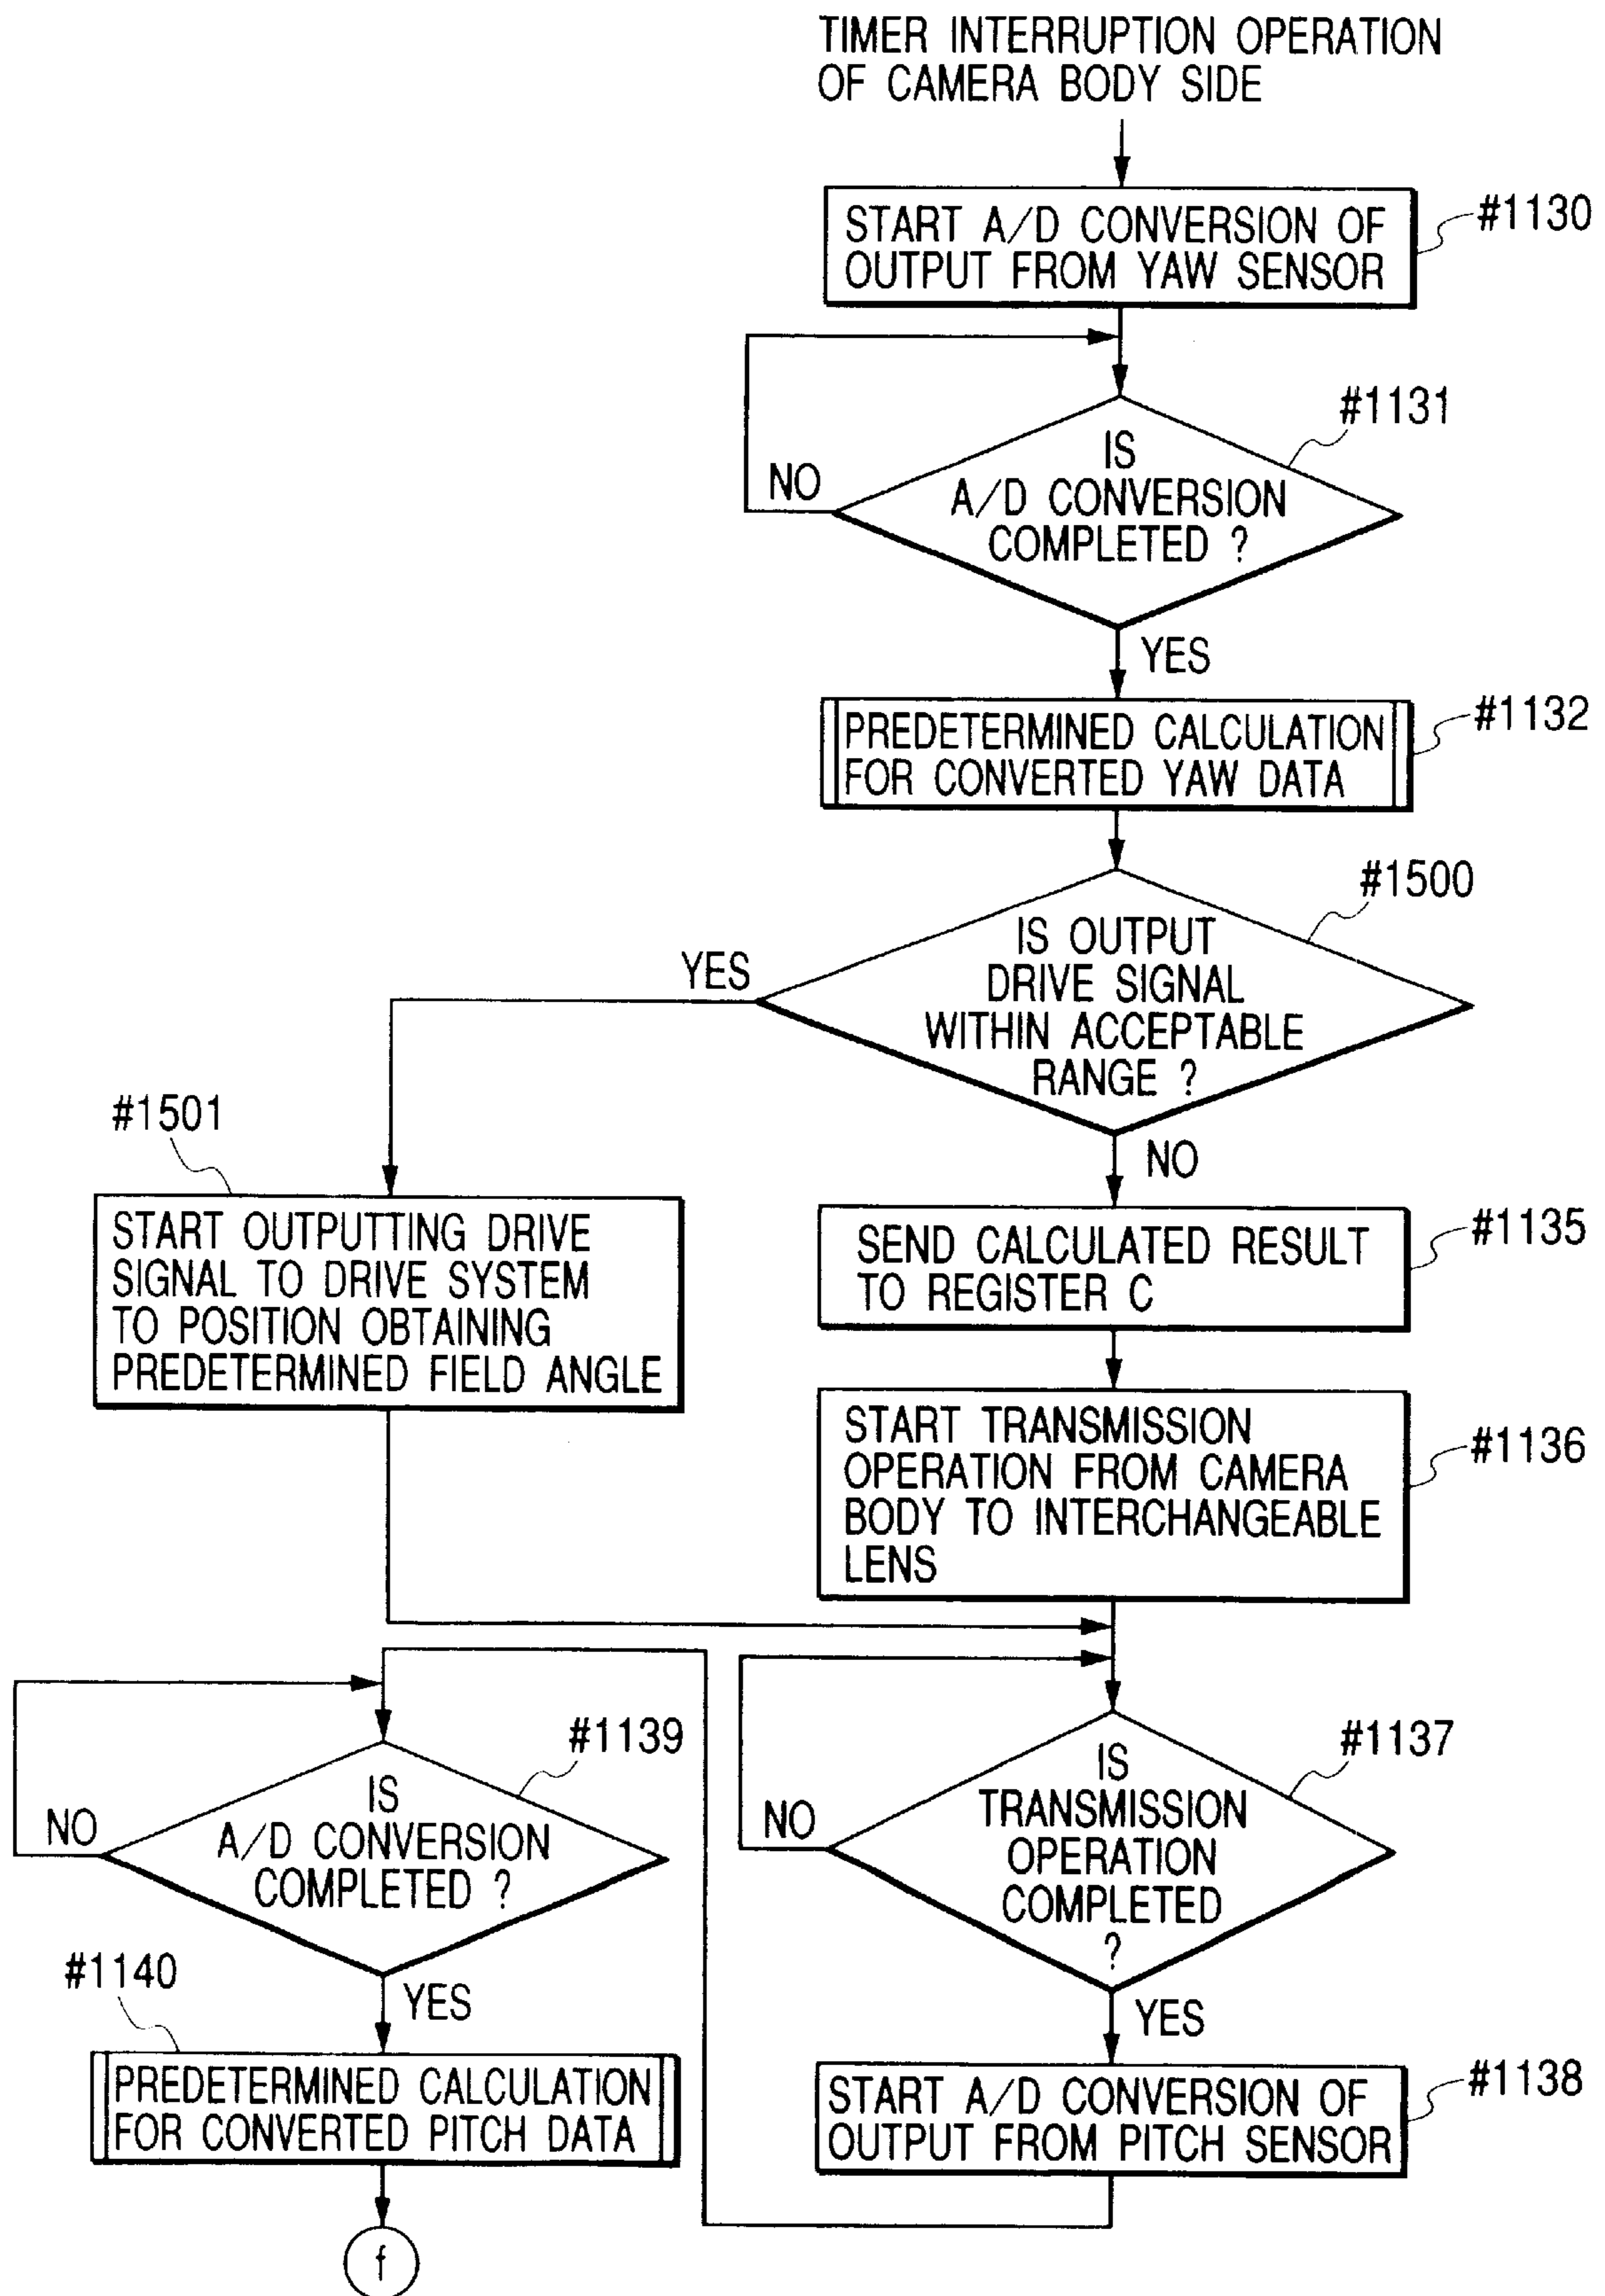 TIMER INTERRUPTION OPERATION
OF CAMERA BODY SIDE
START A/D CONVERSION OF
OUTPUT FROM YAW SENSOR
#1130
#1131
IS
A/D CONVERSION
COMPLETED ?
NO
YES
PREDETERMINED CALCULATION
FOR CONVERTED YAW DATA
#1132
#1500
IS OUTPUT
DRIVE SIGNAL
WITHIN ACCEPTABLE
RANGE ?
YES
NO
#1501
START OUTPUTTING DRIVE
SIGNAL TO DRIVE SYSTEM
TO POSITION OBTAINING
PREDETERMINED FIELD ANGLE
SEND CALCULATED RESULT
TO REGISTER C
#1135
START TRANSMISSION
OPERATION FROM CAMERA
BODY TO INTERCHANGEABLE
LENS
#1136
#1137
IS
TRANSMISSION
OPERATION
COMPLETED
?
NO
YES
START A/D CONVERSION OF
OUTPUT FROM PITCH SENSOR
#1138
#1139
IS
A/D CONVERSION
COMPLETED ?
NO
YES
#1140
PREDETERMINED CALCULATION
FOR CONVERTED PITCH DATA
f